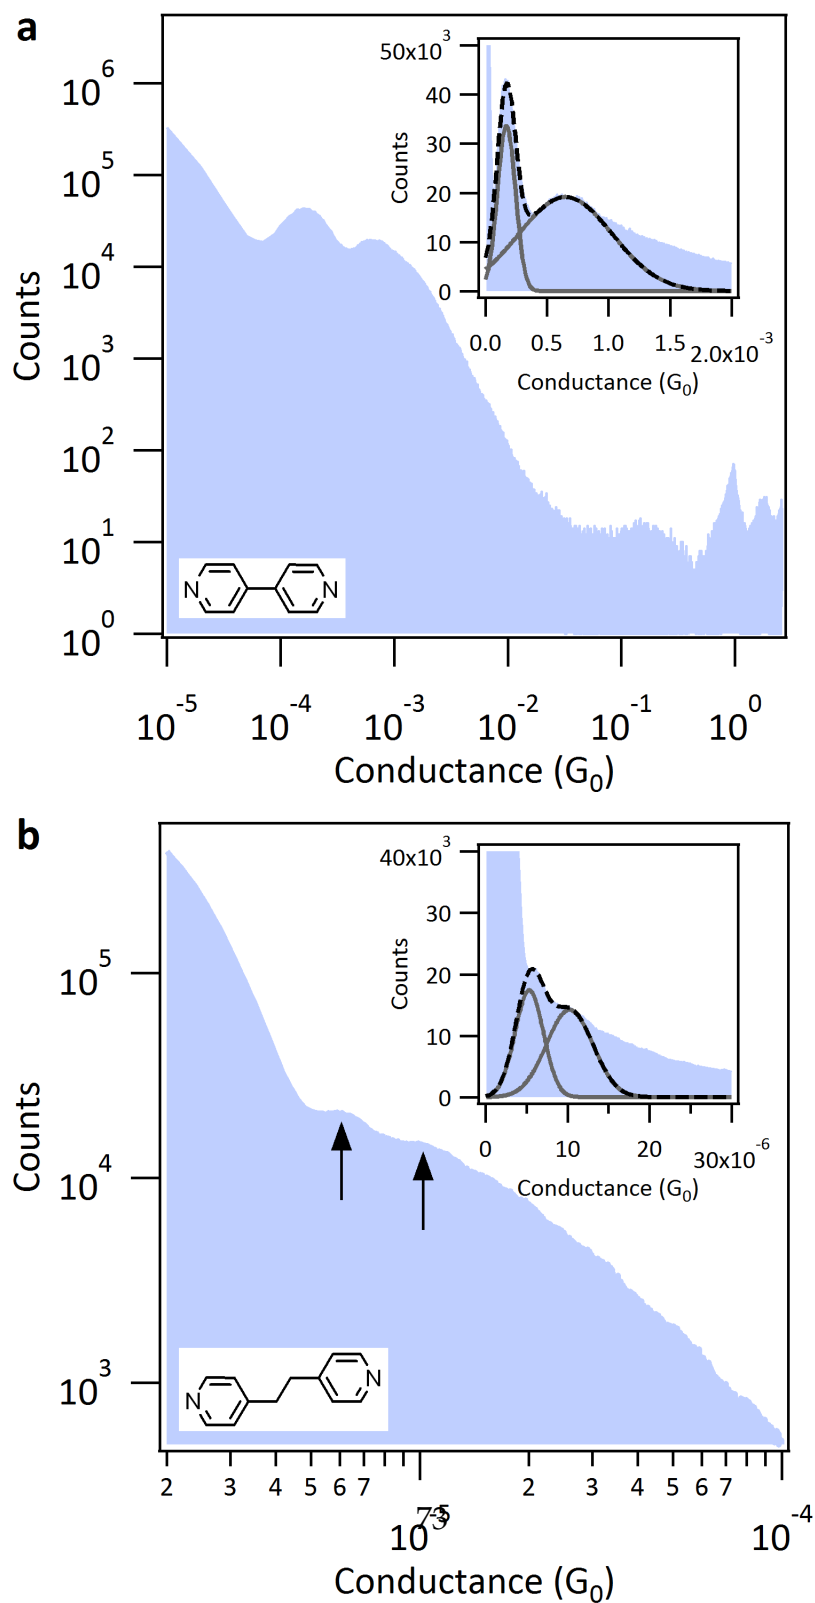 a
10^6
10^5
10^4
10^3
10^2
10^1
10^0
Counts
10^-5 10^-4 10^-3 10^-2 10^-1 10^0
Conductance (G0)
N N
50x10^3
40
30
20
10
0
Counts
0.0 0.5 1.0 1.5 2.0x10^-3
Conductance (G0)
b
10^5
10^4
10^3
Counts
N N
40x10^3
30
20
10
0
Counts
0 10 20 30x10^-6
Conductance (G0)
2 3 4 5 6 7 2 3 4 5 6 7
73
10^-5 10^-4
Conductance (G0)